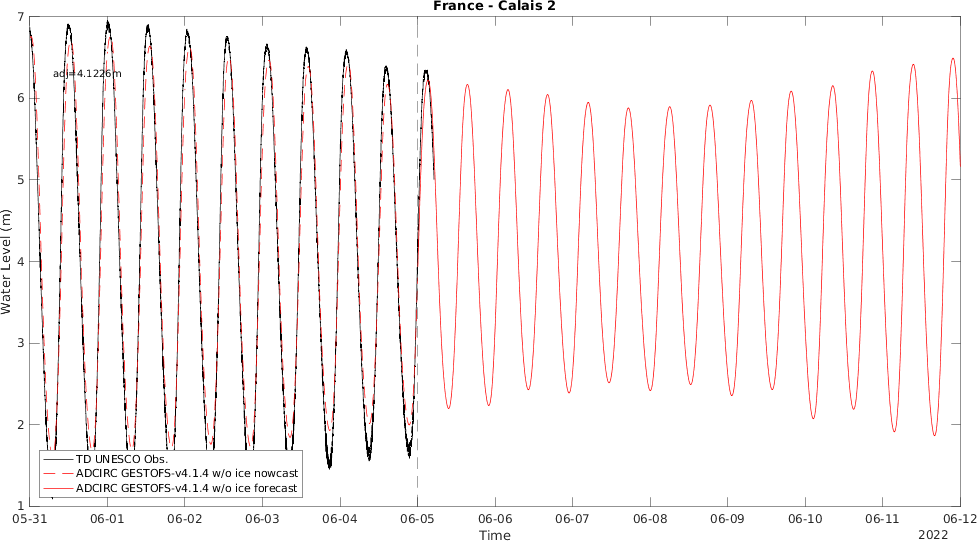 France - Calais 2
7
6
5
4
3
2
1
Water Level (m)
adj=4.1226m
TD UNESCO Obs.
ADCIRC GESTOFS-v4.1.4 w/o ice nowcast
ADCIRC GESTOFS-v4.1.4 w/o ice forecast
05-31 06-01 06-02 06-03 06-04 06-05 06-06 06-07 06-08 06-09 06-10 06-11 06-12
Time
2022